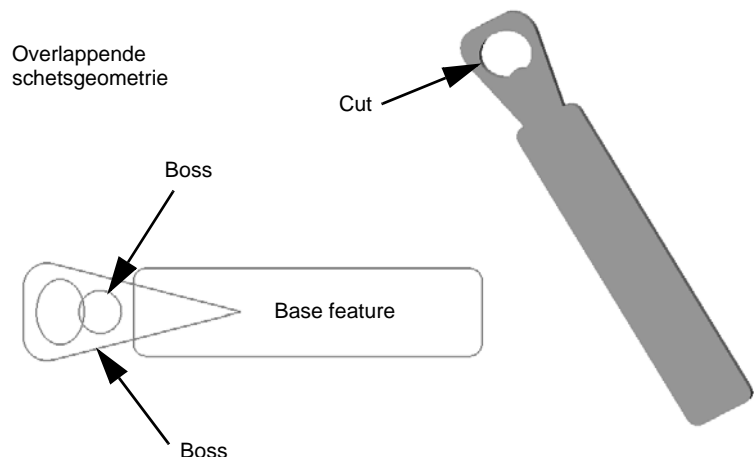 Overlappende
schetsgeometrie
Cut
Boss
Base feature
Boss